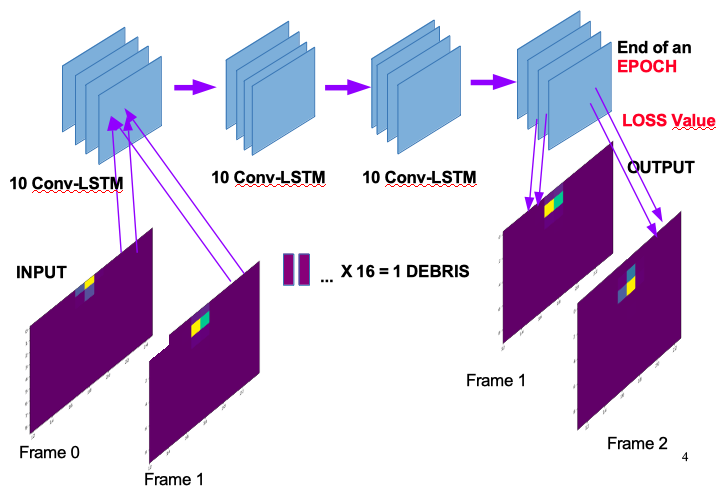 End of an
EPOCH
LOSS Value
10 Conv-LSTM
10 Conv-LSTM
10 Conv-LSTM
OUTPUT
INPUT
... X 16 = 1 DEBRIS
Frame 1
Frame 2
Frame 0
Frame 1
4